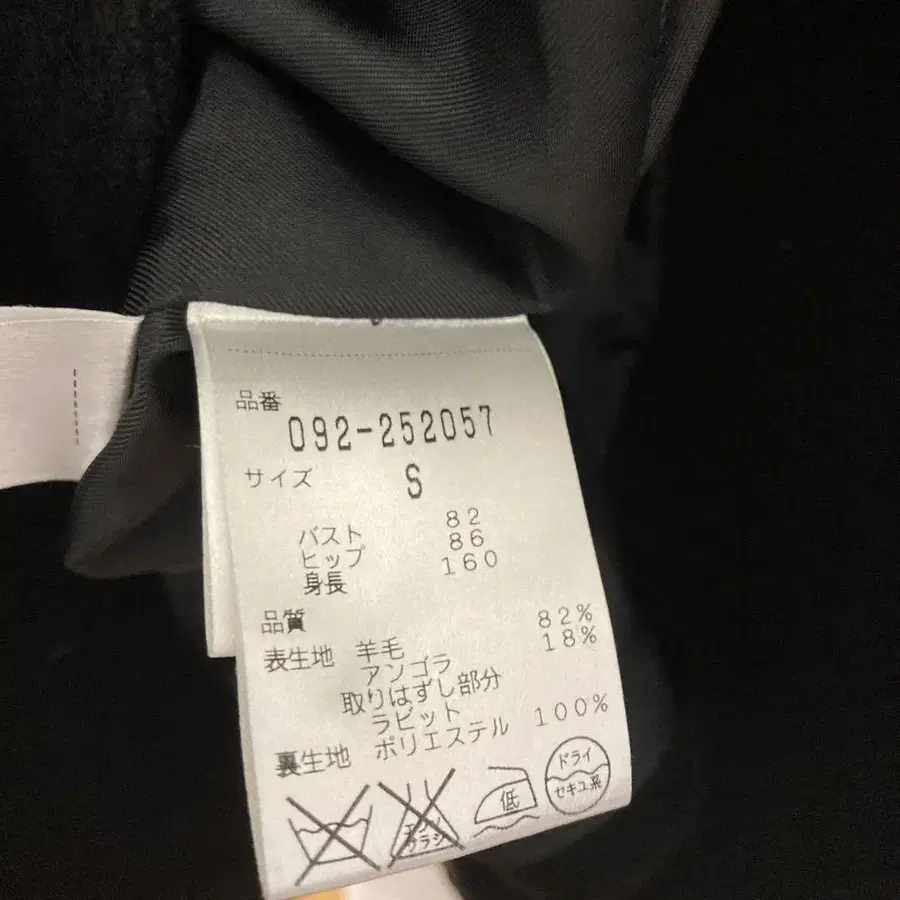 品番
092-252057
サイズ S
バスト 82
ヒップ 86
身長 160
品質
表生地 羊毛 82%
アンゴラ 18%
取りはずし部分
ラビット
裏生地 ポリエステル 100%
低
ドライ
セキユ系